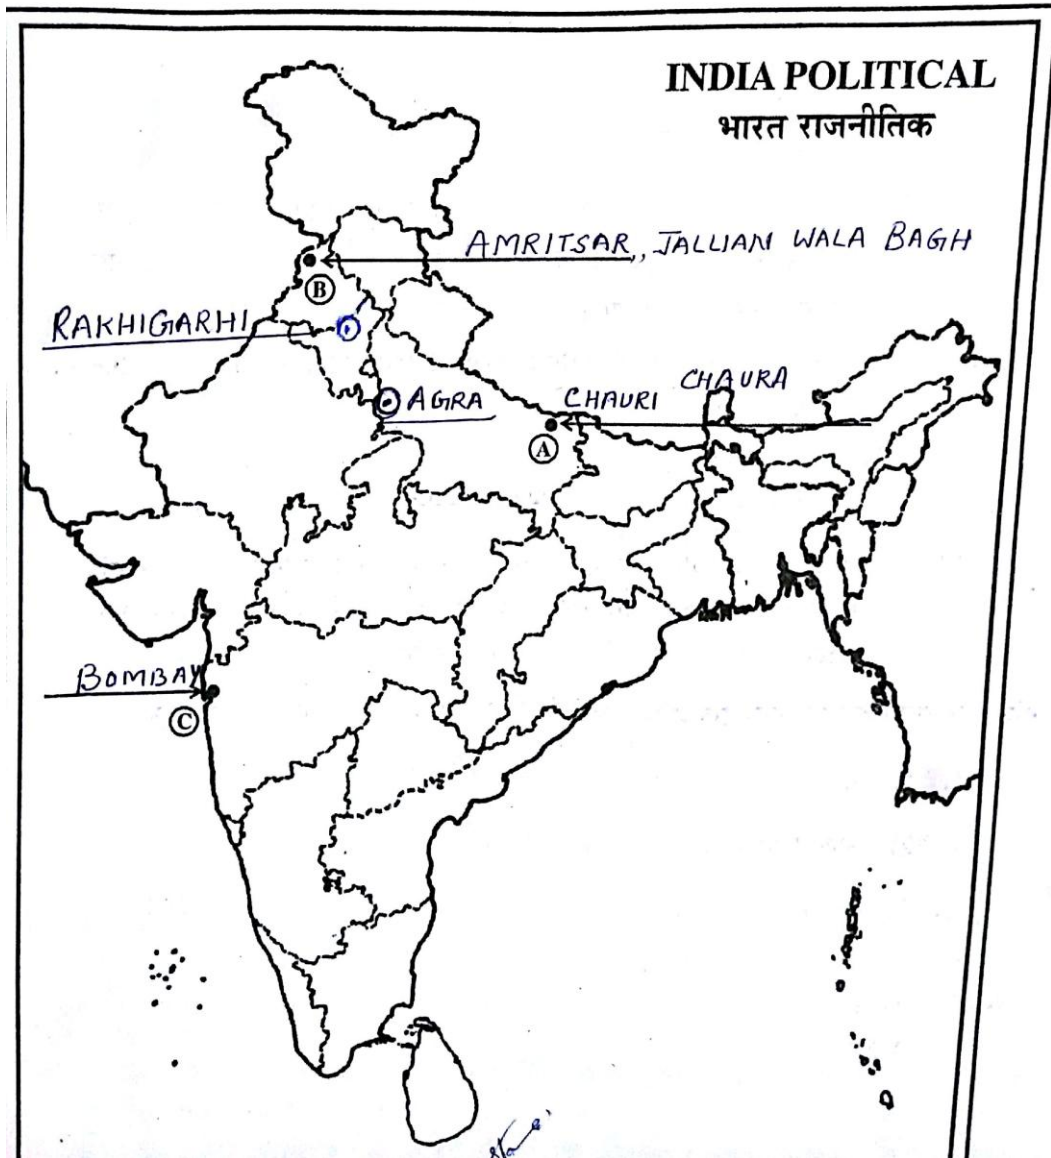 INDIA POLITICAL
भारत राजनीतिक
AMRITSAR,, JALLIAN WALA BAGH
B
RAKHIGARHI
AGRA
CHAURI CHAURA
A
BOMBAY
C